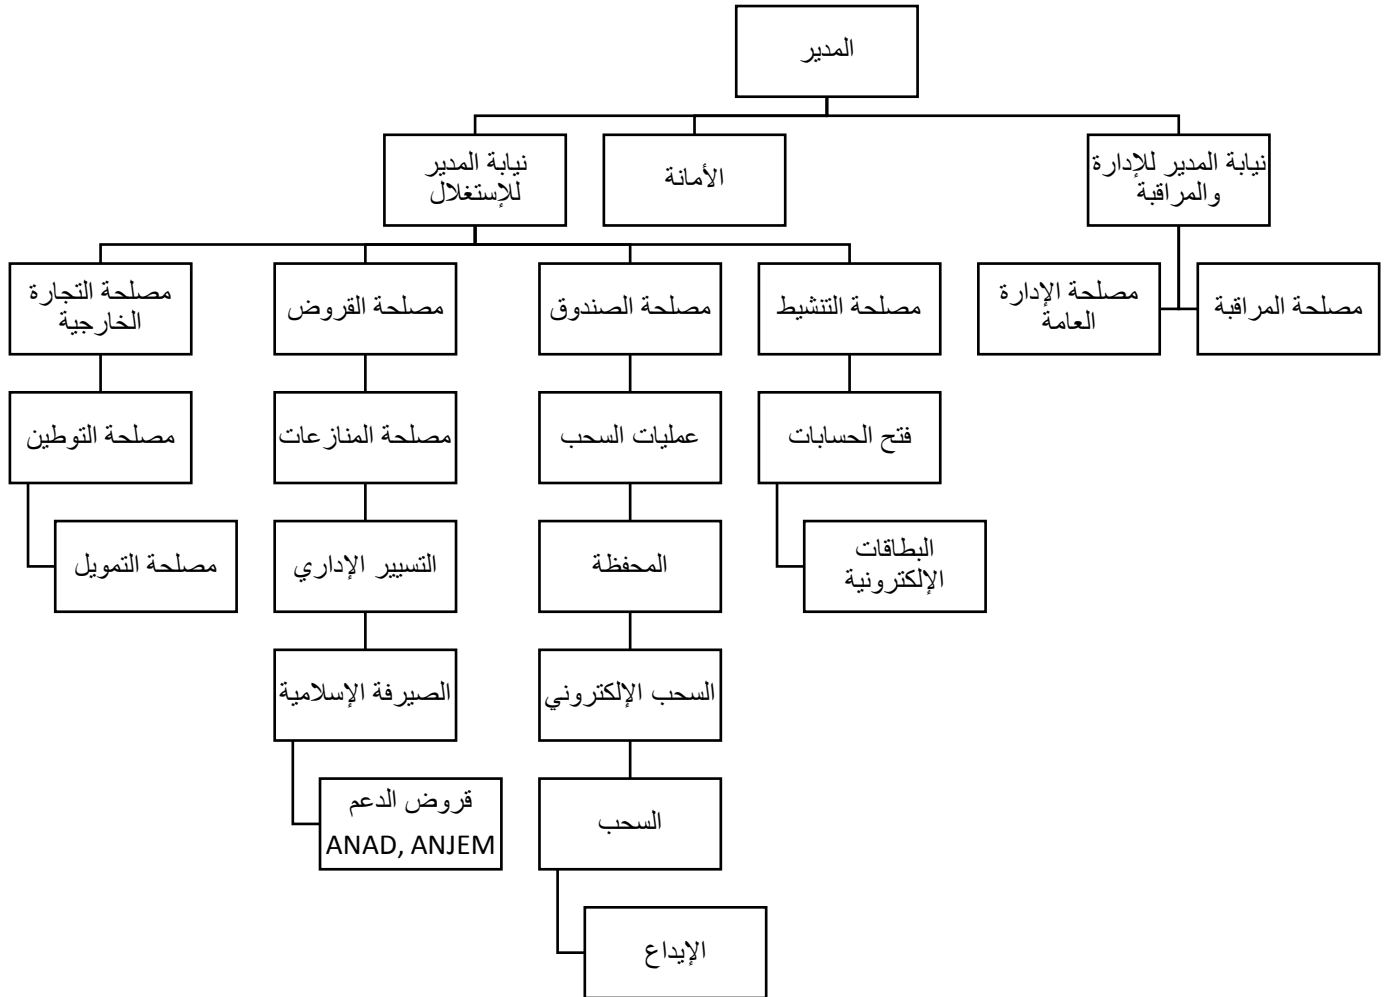 المدير
نيابة المدير للإدارة
والمراقبة
الأمانة
نيابة المدير
للإستغلال
مصلحة المراقبة
مصلحة الإدارة
العامة
مصلحة التنشيط
مصلحة الصندوق
مصلحة القروض
مصلحة التجارة
الخارجية
فتح الحسابات
عمليات السحب
مصلحة المنازعات
مصلحة التوطين
البطاقات
الإلكترونية
المحفظة
التسيير الإداري
مصلحة التمويل
السحب الإلكتروني
الصيرفة الإسلامية
السحب
قروض الدعم
ANAD, ANJEM
الإيداع